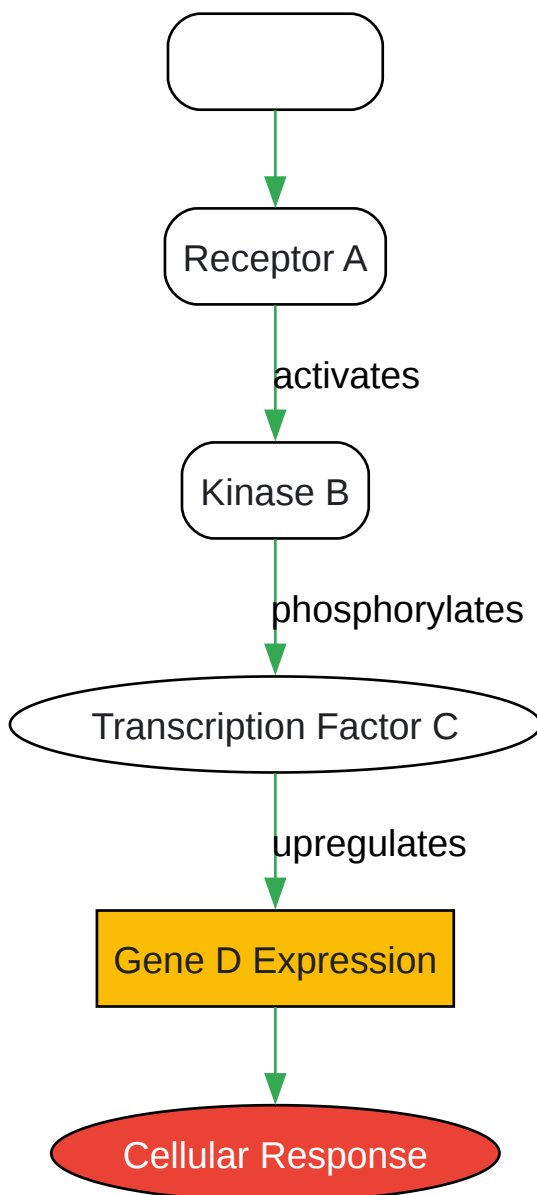 Receptor A
activates
Kinase B
phosphorylates
Transcription Factor C
upregulates
Gene D Expression
Cellular Response